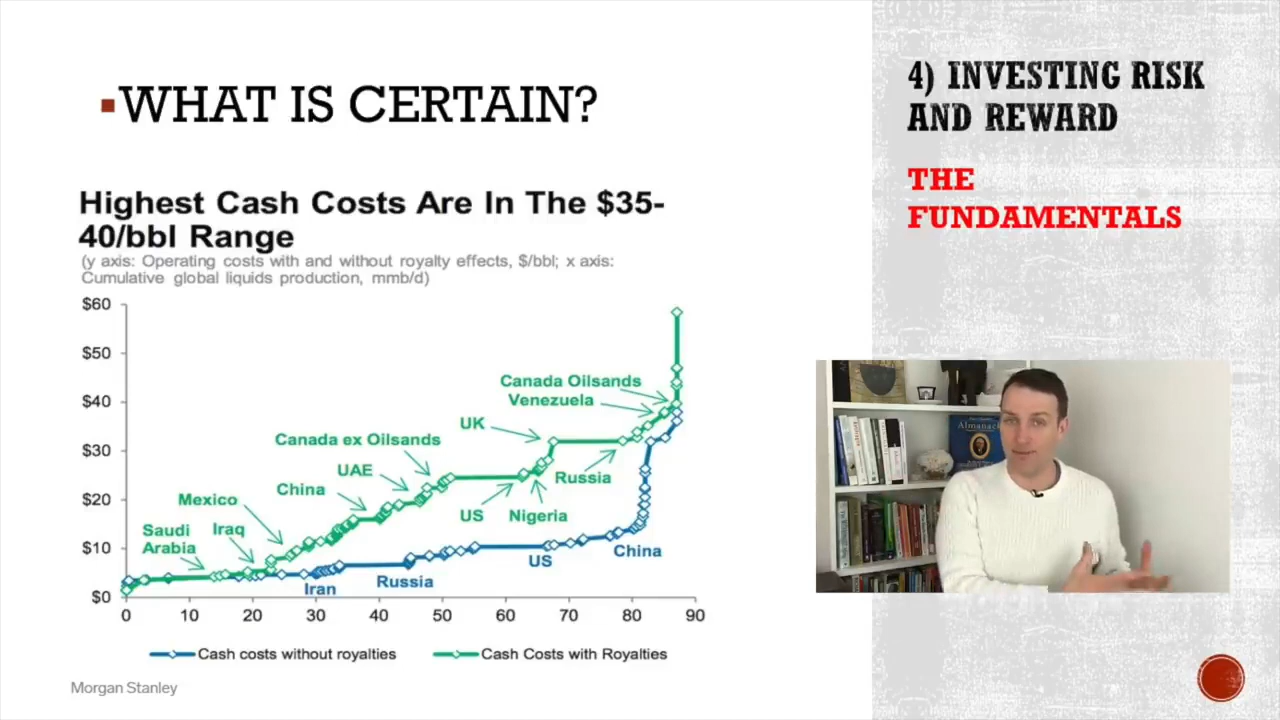 ▪WHAT IS CERTAIN?
Highest Cash Costs Are In The $35-
40/bbl Range
(y axis: Operating costs with and without royalty effects, $/bbl; x axis:
Cumulative global liquids production, mmb/d)
$60
$50
$40
$30
$20
$10
$0
0 10 20 30 40 50 60 70 80 90
Canada Oilsands
Venezuela
UK
Canada ex Oilsands
UAE
China
Mexico
Saudi
Arabia
Iraq
US
Nigeria
Russia
Iran
Russia
US
China
Cash costs without royalties
Cash Costs with Royalties
Morgan Stanley
4) INVESTING RISK
AND REWARD
THE
FUNDAMENTALS
Almanack